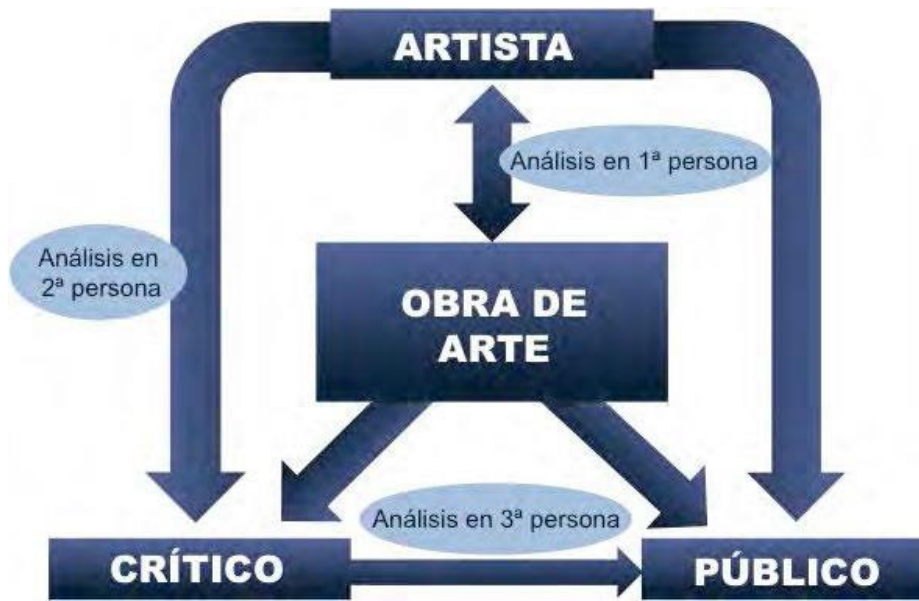 ARTISTA
Análisis en 1ª persona
Análisis en
2ª persona
OBRA DE
ARTE
Análisis en 3ª persona
CRÍTICO
PÚBLICO